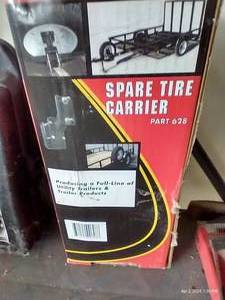 SPARE TIRE
CARRIER
PART 628
Producing a Full-Line of
Utility Trailers &
Trailer Products